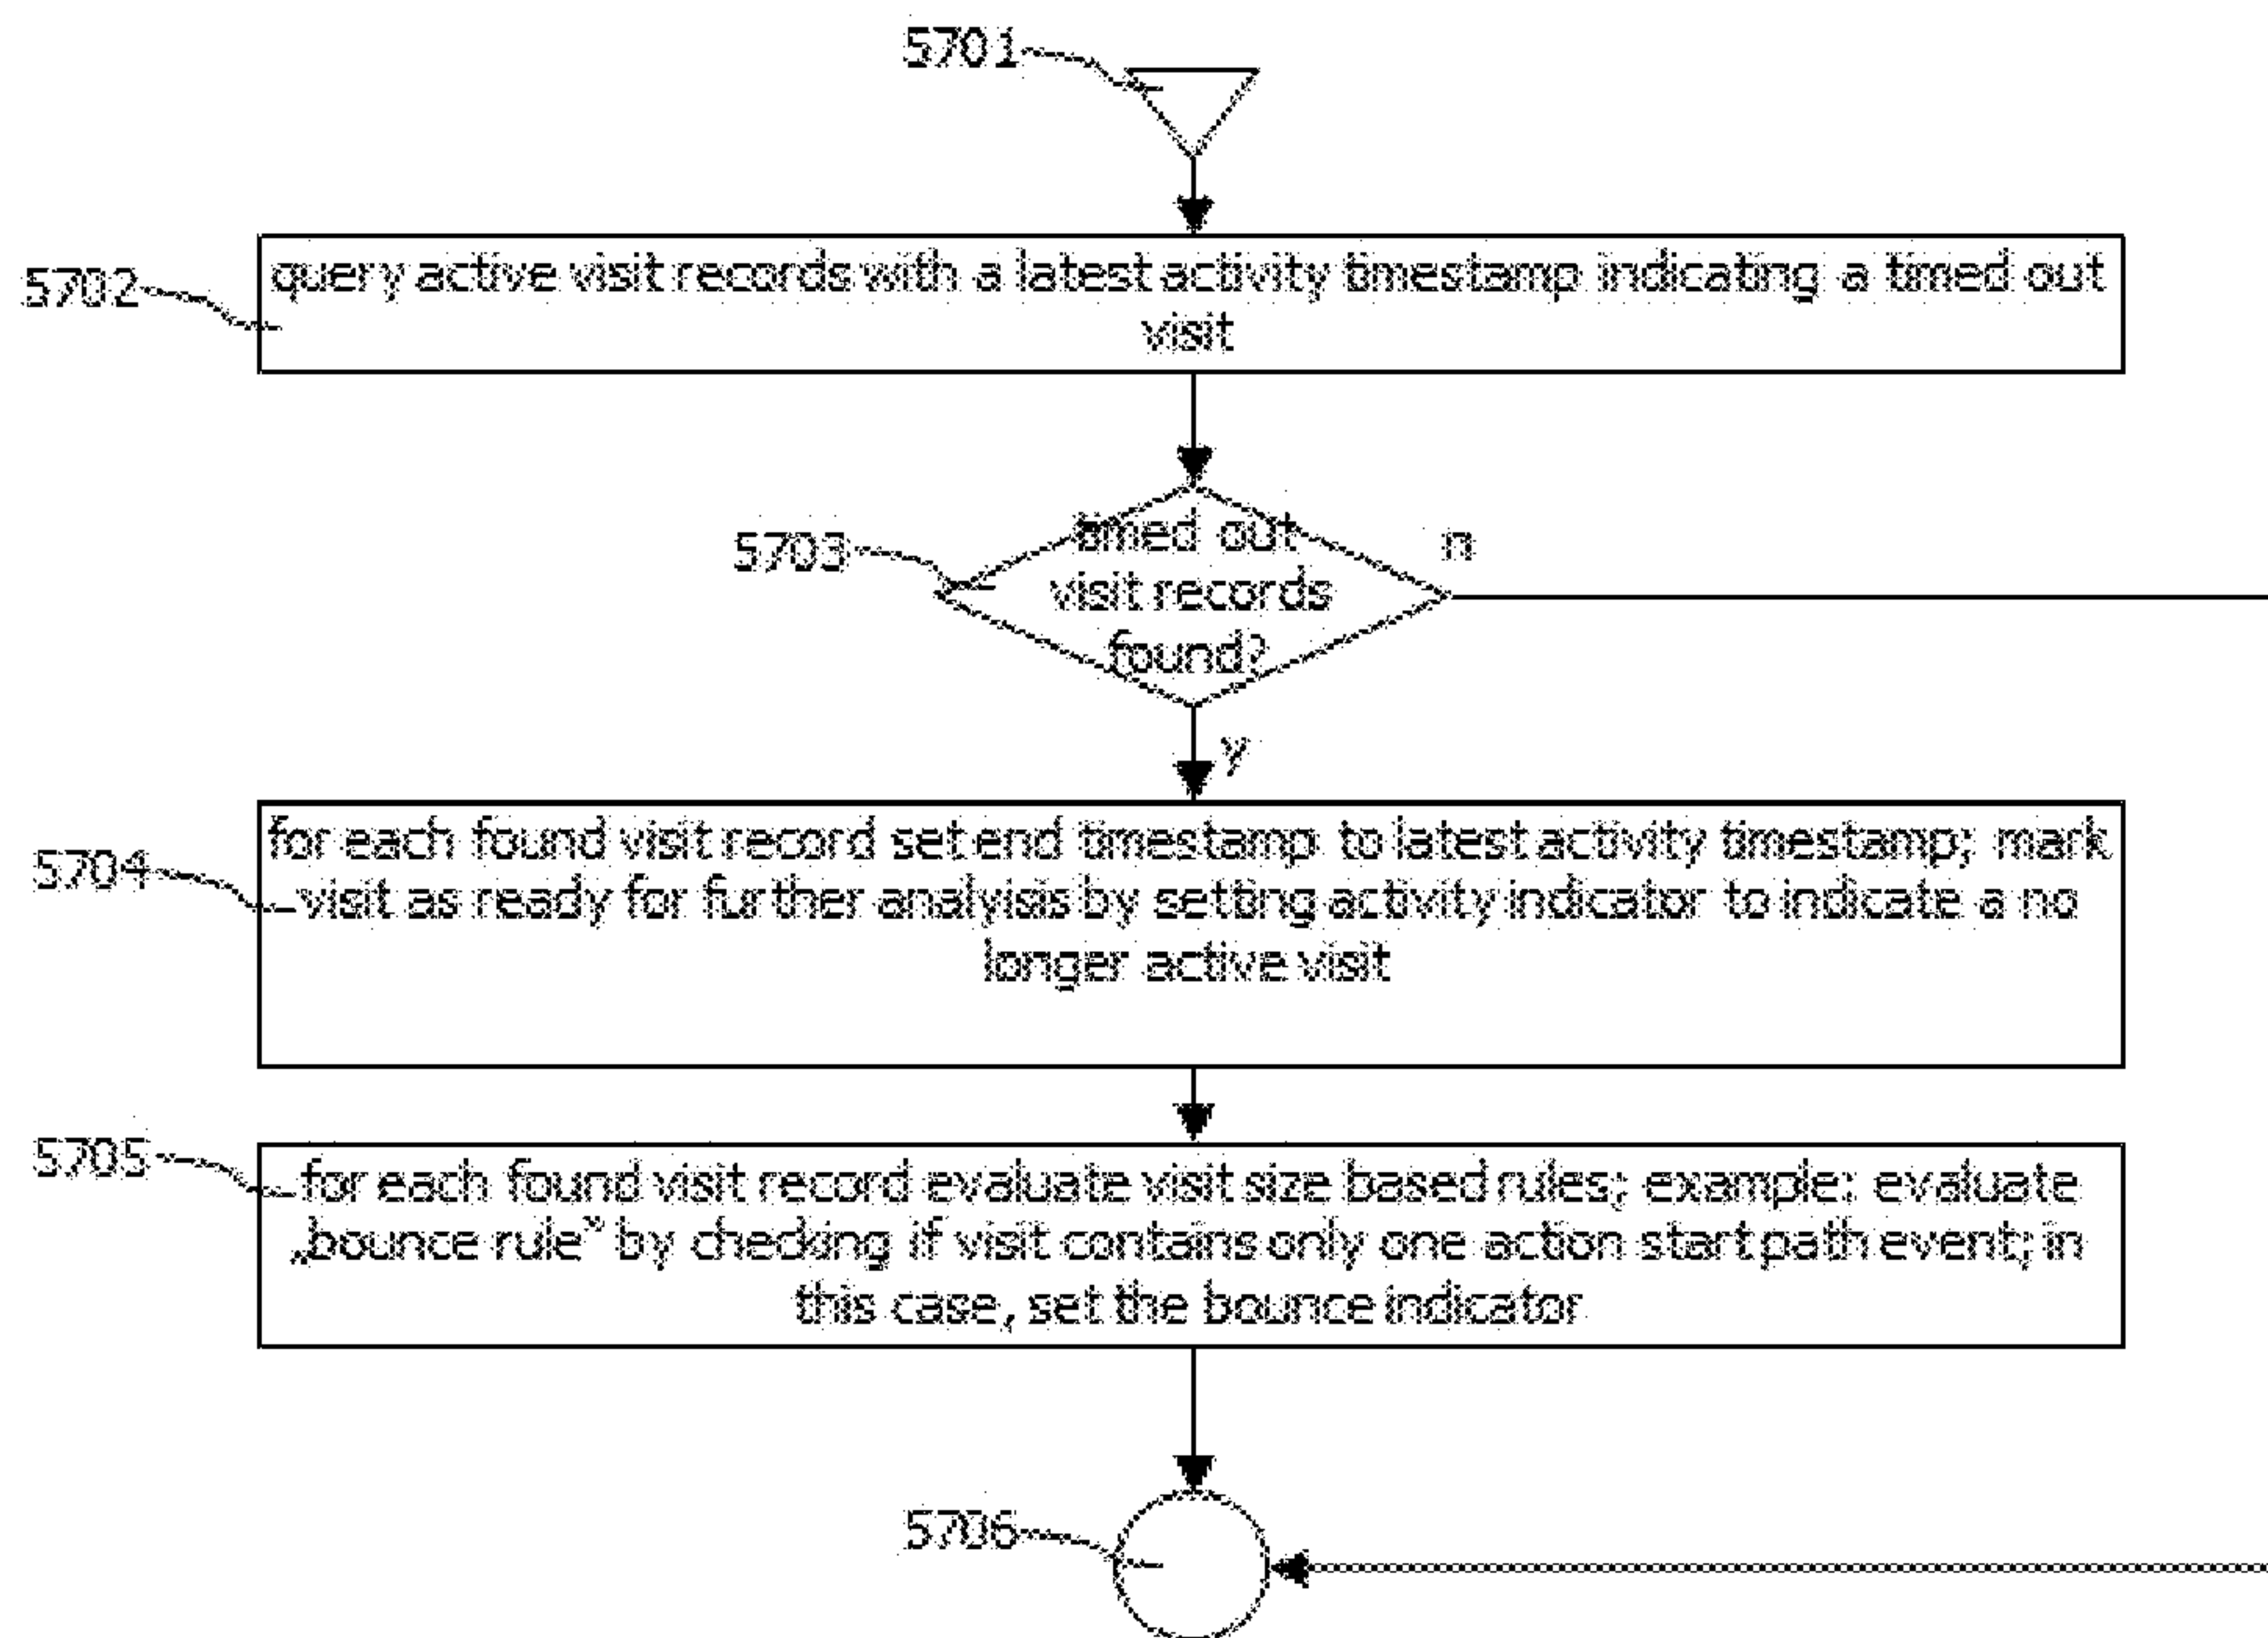 5701
5702
query active visit records with a latest activity timestamp indicating a timed out
visit
5703
timed out
visit records
found?
n
y
5704
for each found visit record set end timestamp to latest activity timestamp; mark
visit as ready for further analyisis by setting activity indicator to indicate a no
longer active visit
5705
for each found visit record evaluate visit size based rules; example: evaluate
„bounce rule” by checking if visit contains only one action start path event; in
this case, set the bounce indicator
5706